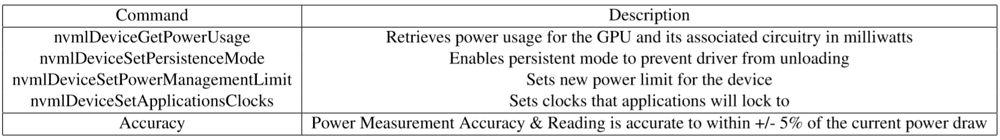 Command Description
nvmlDeviceGetPowerUsage Retrieves power usage for the GPU and its associated circuitry in milliwatts
nvmlDeviceSetPersistenceMode Enables persistent mode to prevent driver from unloading
nvmlDeviceSetPowerManagementLimit Sets new power limit for the device
nvmlDeviceSetApplicationsClocks Sets clocks that applications will lock to
Accuracy Power Measurement Accuracy & Reading is accurate to within +/- 5% of the current power draw